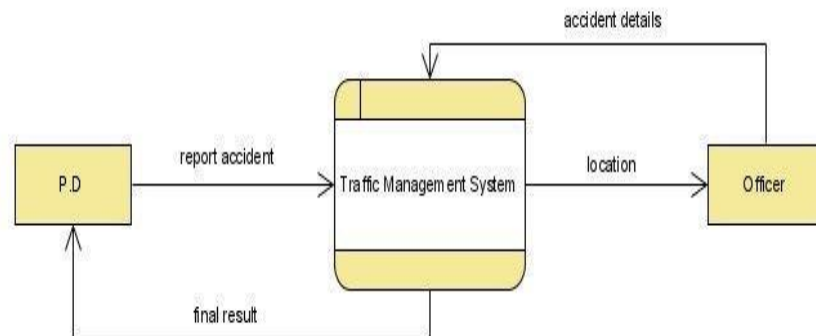 accident details
report accident
P.D
Traffic Management System
location
Officer
final result